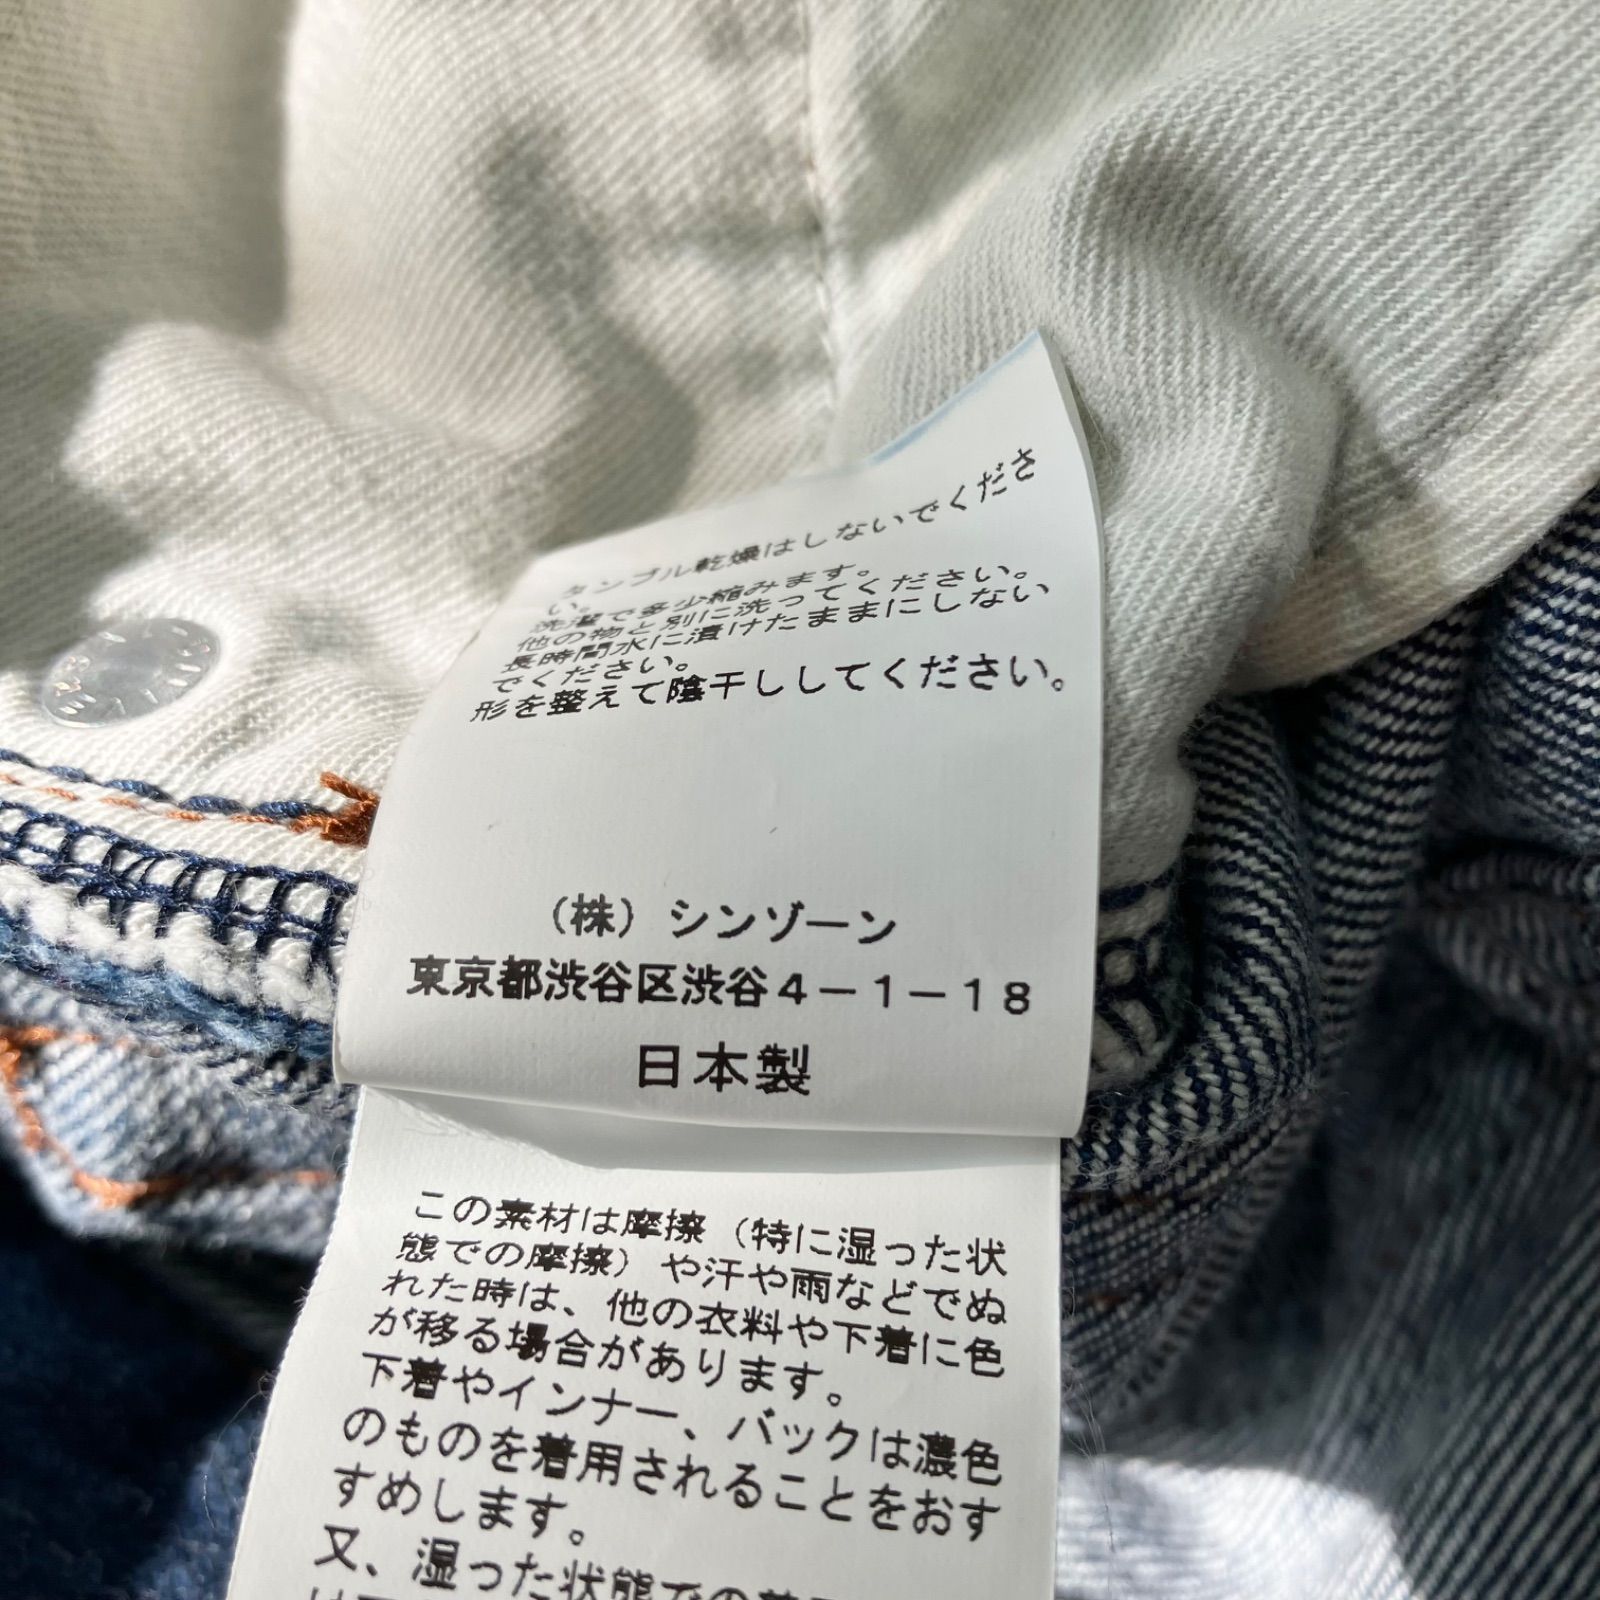 タンブル乾燥はしないでくださ
い。
洗濯で多少縮みます。
他の物と別に洗ってください。
長時間水に漬けたままにしない
でください。
形を整えて陰干ししてください。
（株）シンゾーン
東京都渋谷区渋谷４－１－１８
日本製
この素材は摩擦（特に湿った状
態での摩擦）や汗や雨などでぬ
れた時は、他の衣料や下着に色
が移る場合があります。
下着やインナー、バックは濃色
のものを着用されることをおす
すめします。
又、湿った状態での着